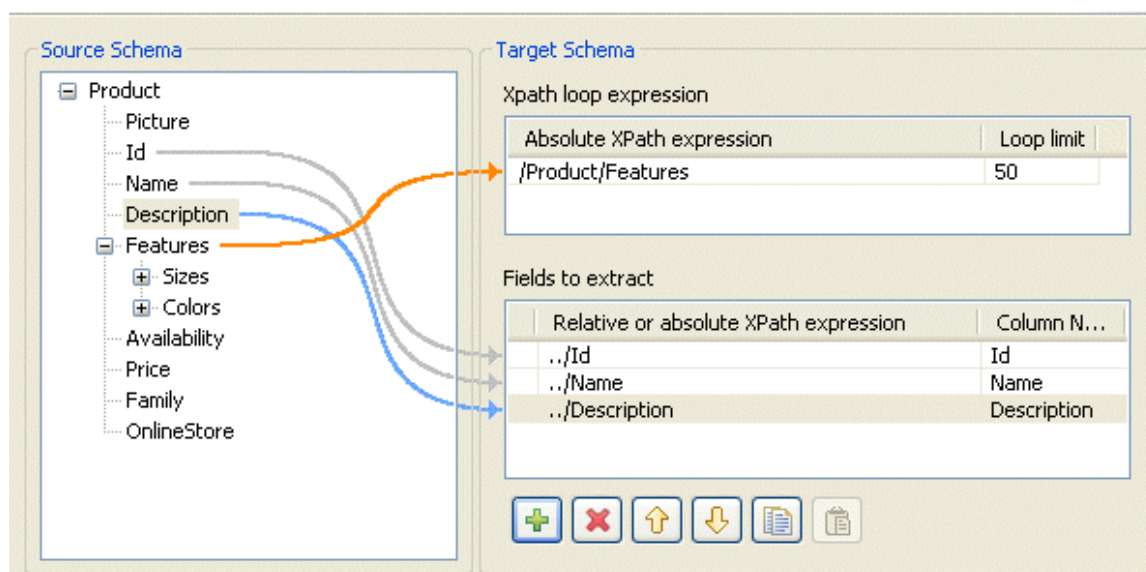 Source Schema
Product
Picture
Id
Name
Description
Features
Sizes
Colors
Availability
Price
Family
OnlineStore
Target Schema
Xpath loop expression
Absolute XPath expression Loop limit
/Product/Features 50
Fields to extract
Relative or absolute XPath expression Column N...
../Id Id
../Name Name
../Description Description